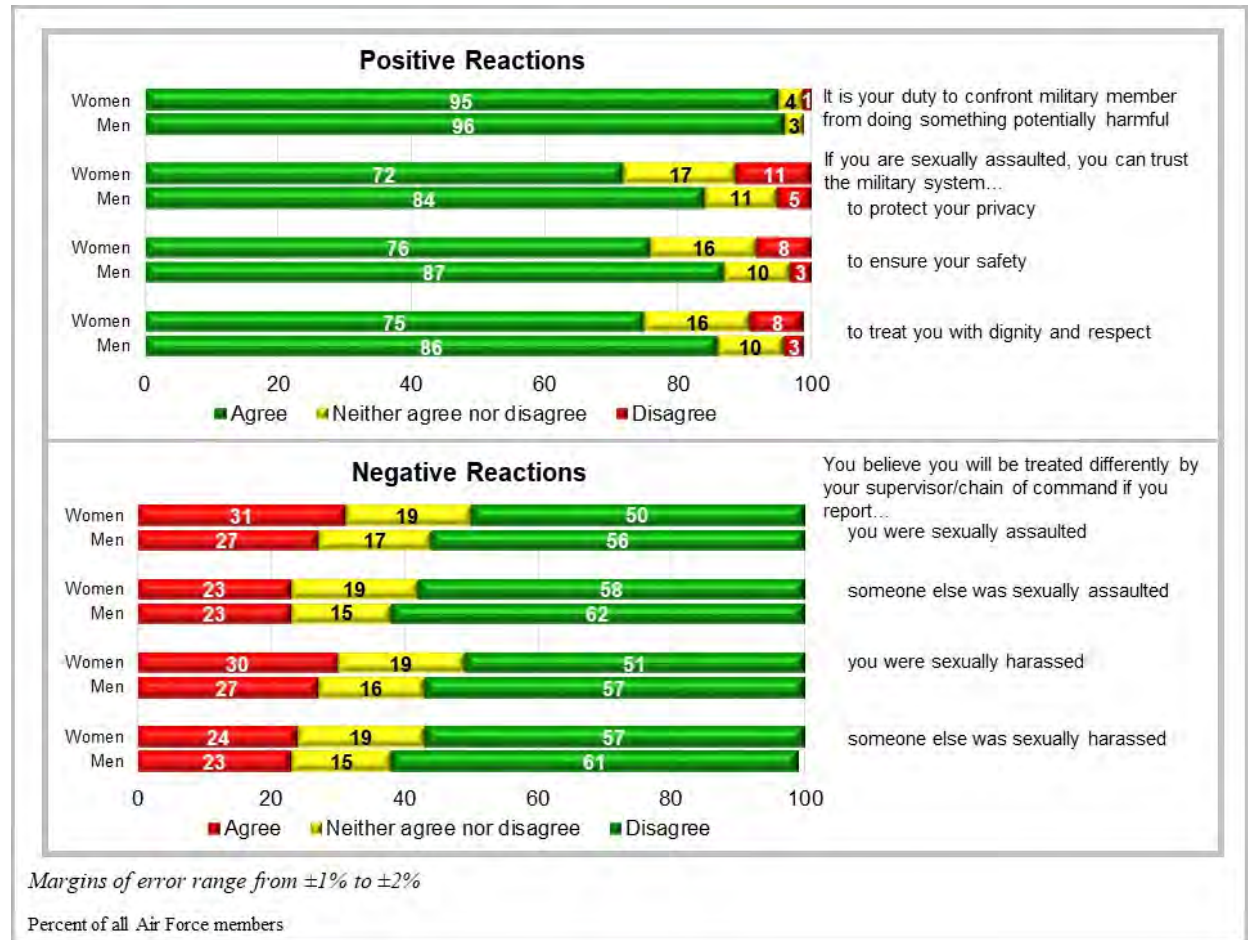 Positive Reactions
Women 95 4 1
Men 96 3
It is your duty to confront military member
from doing something potentially harmful
If you are sexually assaulted, you can trust
the military system…
Women 72 17 11
Men 84 11 5
to protect your privacy
Women 76 16 8
Men 87 10 3
to ensure your safety
Women 75 16 8
Men 86 10 3
to treat you with dignity and respect
0 20 40 60 80 100
Agree Neither agree nor disagree Disagree
Negative Reactions
You believe you will be treated differently by
your supervisor/chain of command if you
report…
Women 31 19 50
Men 27 17 56
you were sexually assaulted
Women 23 19 58
Men 23 15 62
someone else was sexually assaulted
Women 30 19 51
Men 27 16 57
you were sexually harassed
Women 24 19 57
Men 23 15 61
someone else was sexually harassed
0 20 40 60 80 100
Agree Neither agree nor disagree Disagree
Margins of error range from ±1% to ±2%
Percent of all Air Force members